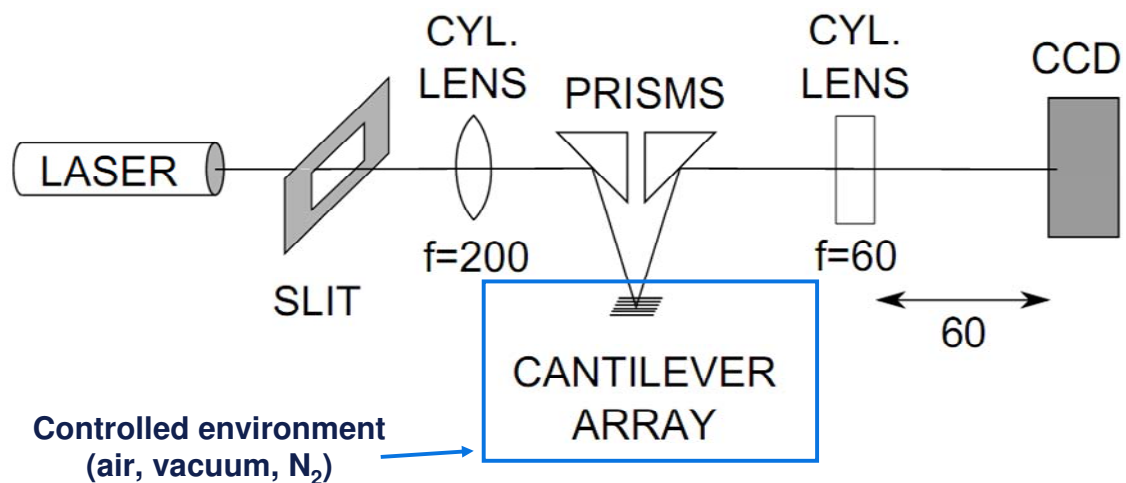 CYL.
LENS
PRISMS
CYL.
LENS
CCD
LASER
SLIT
f=200
f=60
60
CANTILEVER
ARRAY
Controlled environment
(air, vacuum, N₂)